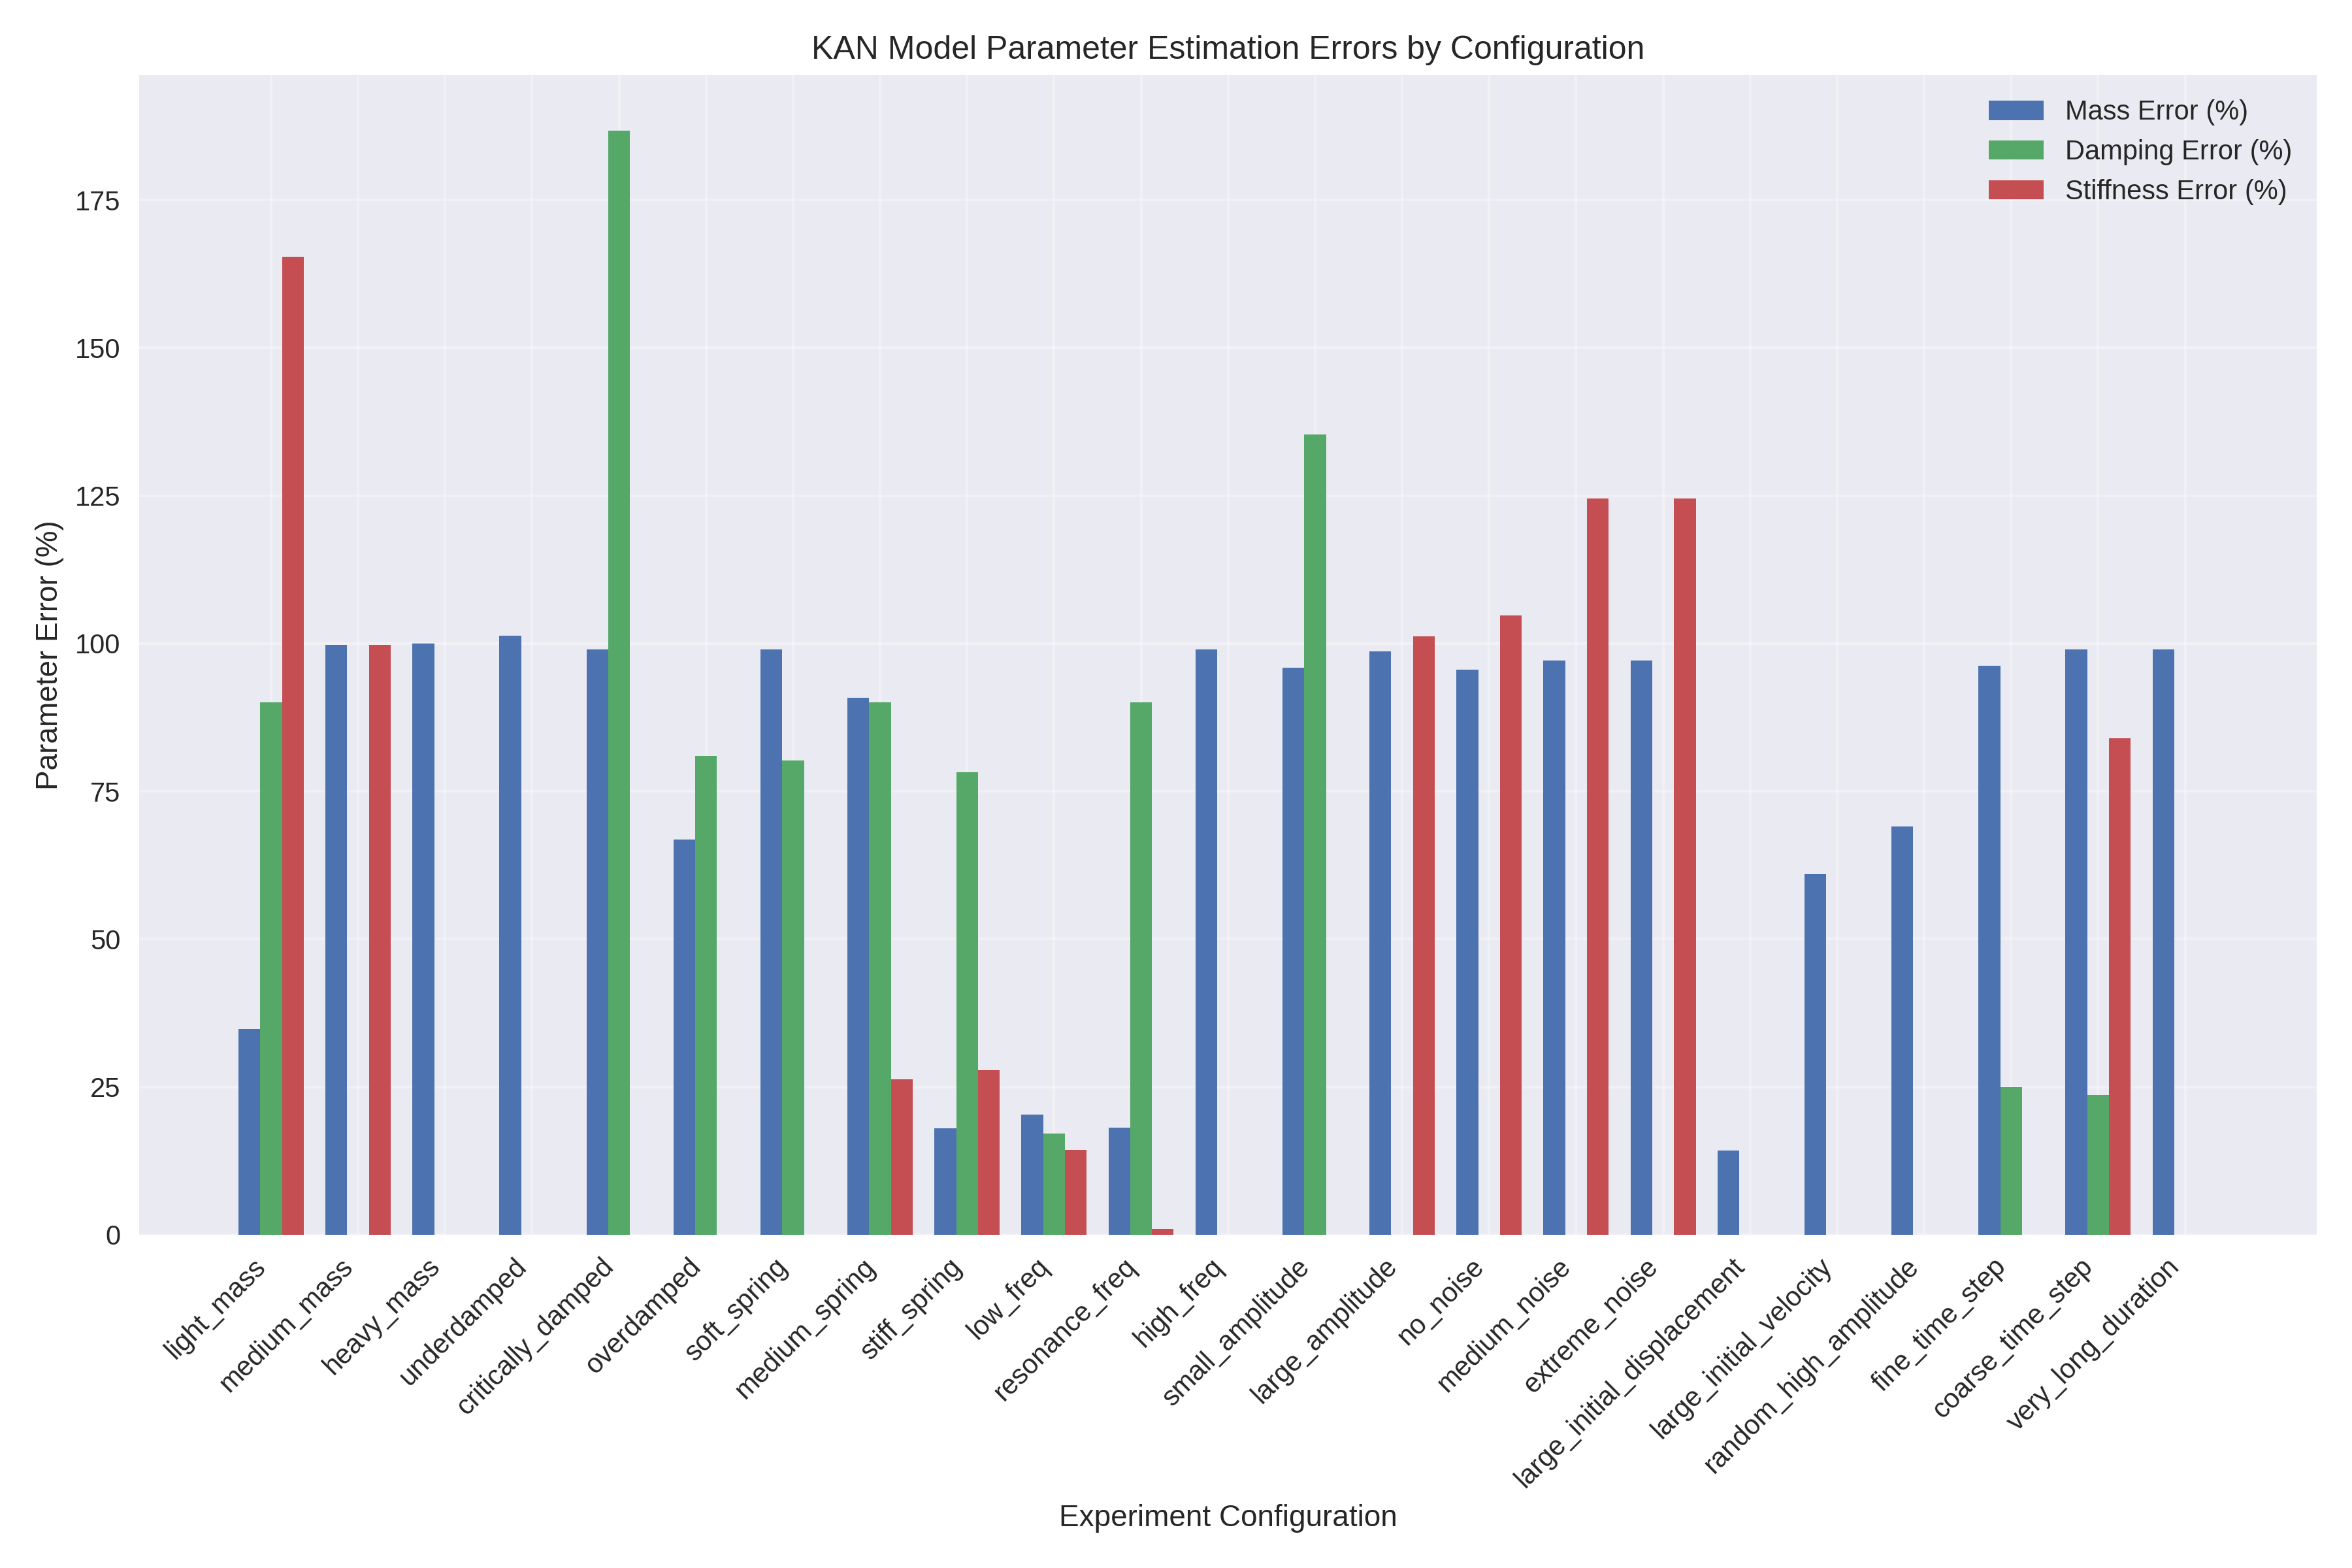 KAN Model Parameter Estimation Errors by Configuration
Mass Error (%)
Damping Error (%)
Stiffness Error (%)
Parameter Error (%)
175
150
125
100
75
50
25
0
light_mass
medium_mass
heavy_mass
underdamped
critically_damped
overdamped
soft_spring
medium_spring
stiff_spring
low_freq
resonance_freq
high_freq
small_amplitude
large_amplitude
no_noise
medium_noise
extreme_noise
large_initial_displacement
large_initial_velocity
random_high_amplitude
fine_time_step
coarse_time_step
very_long_duration
Experiment Configuration